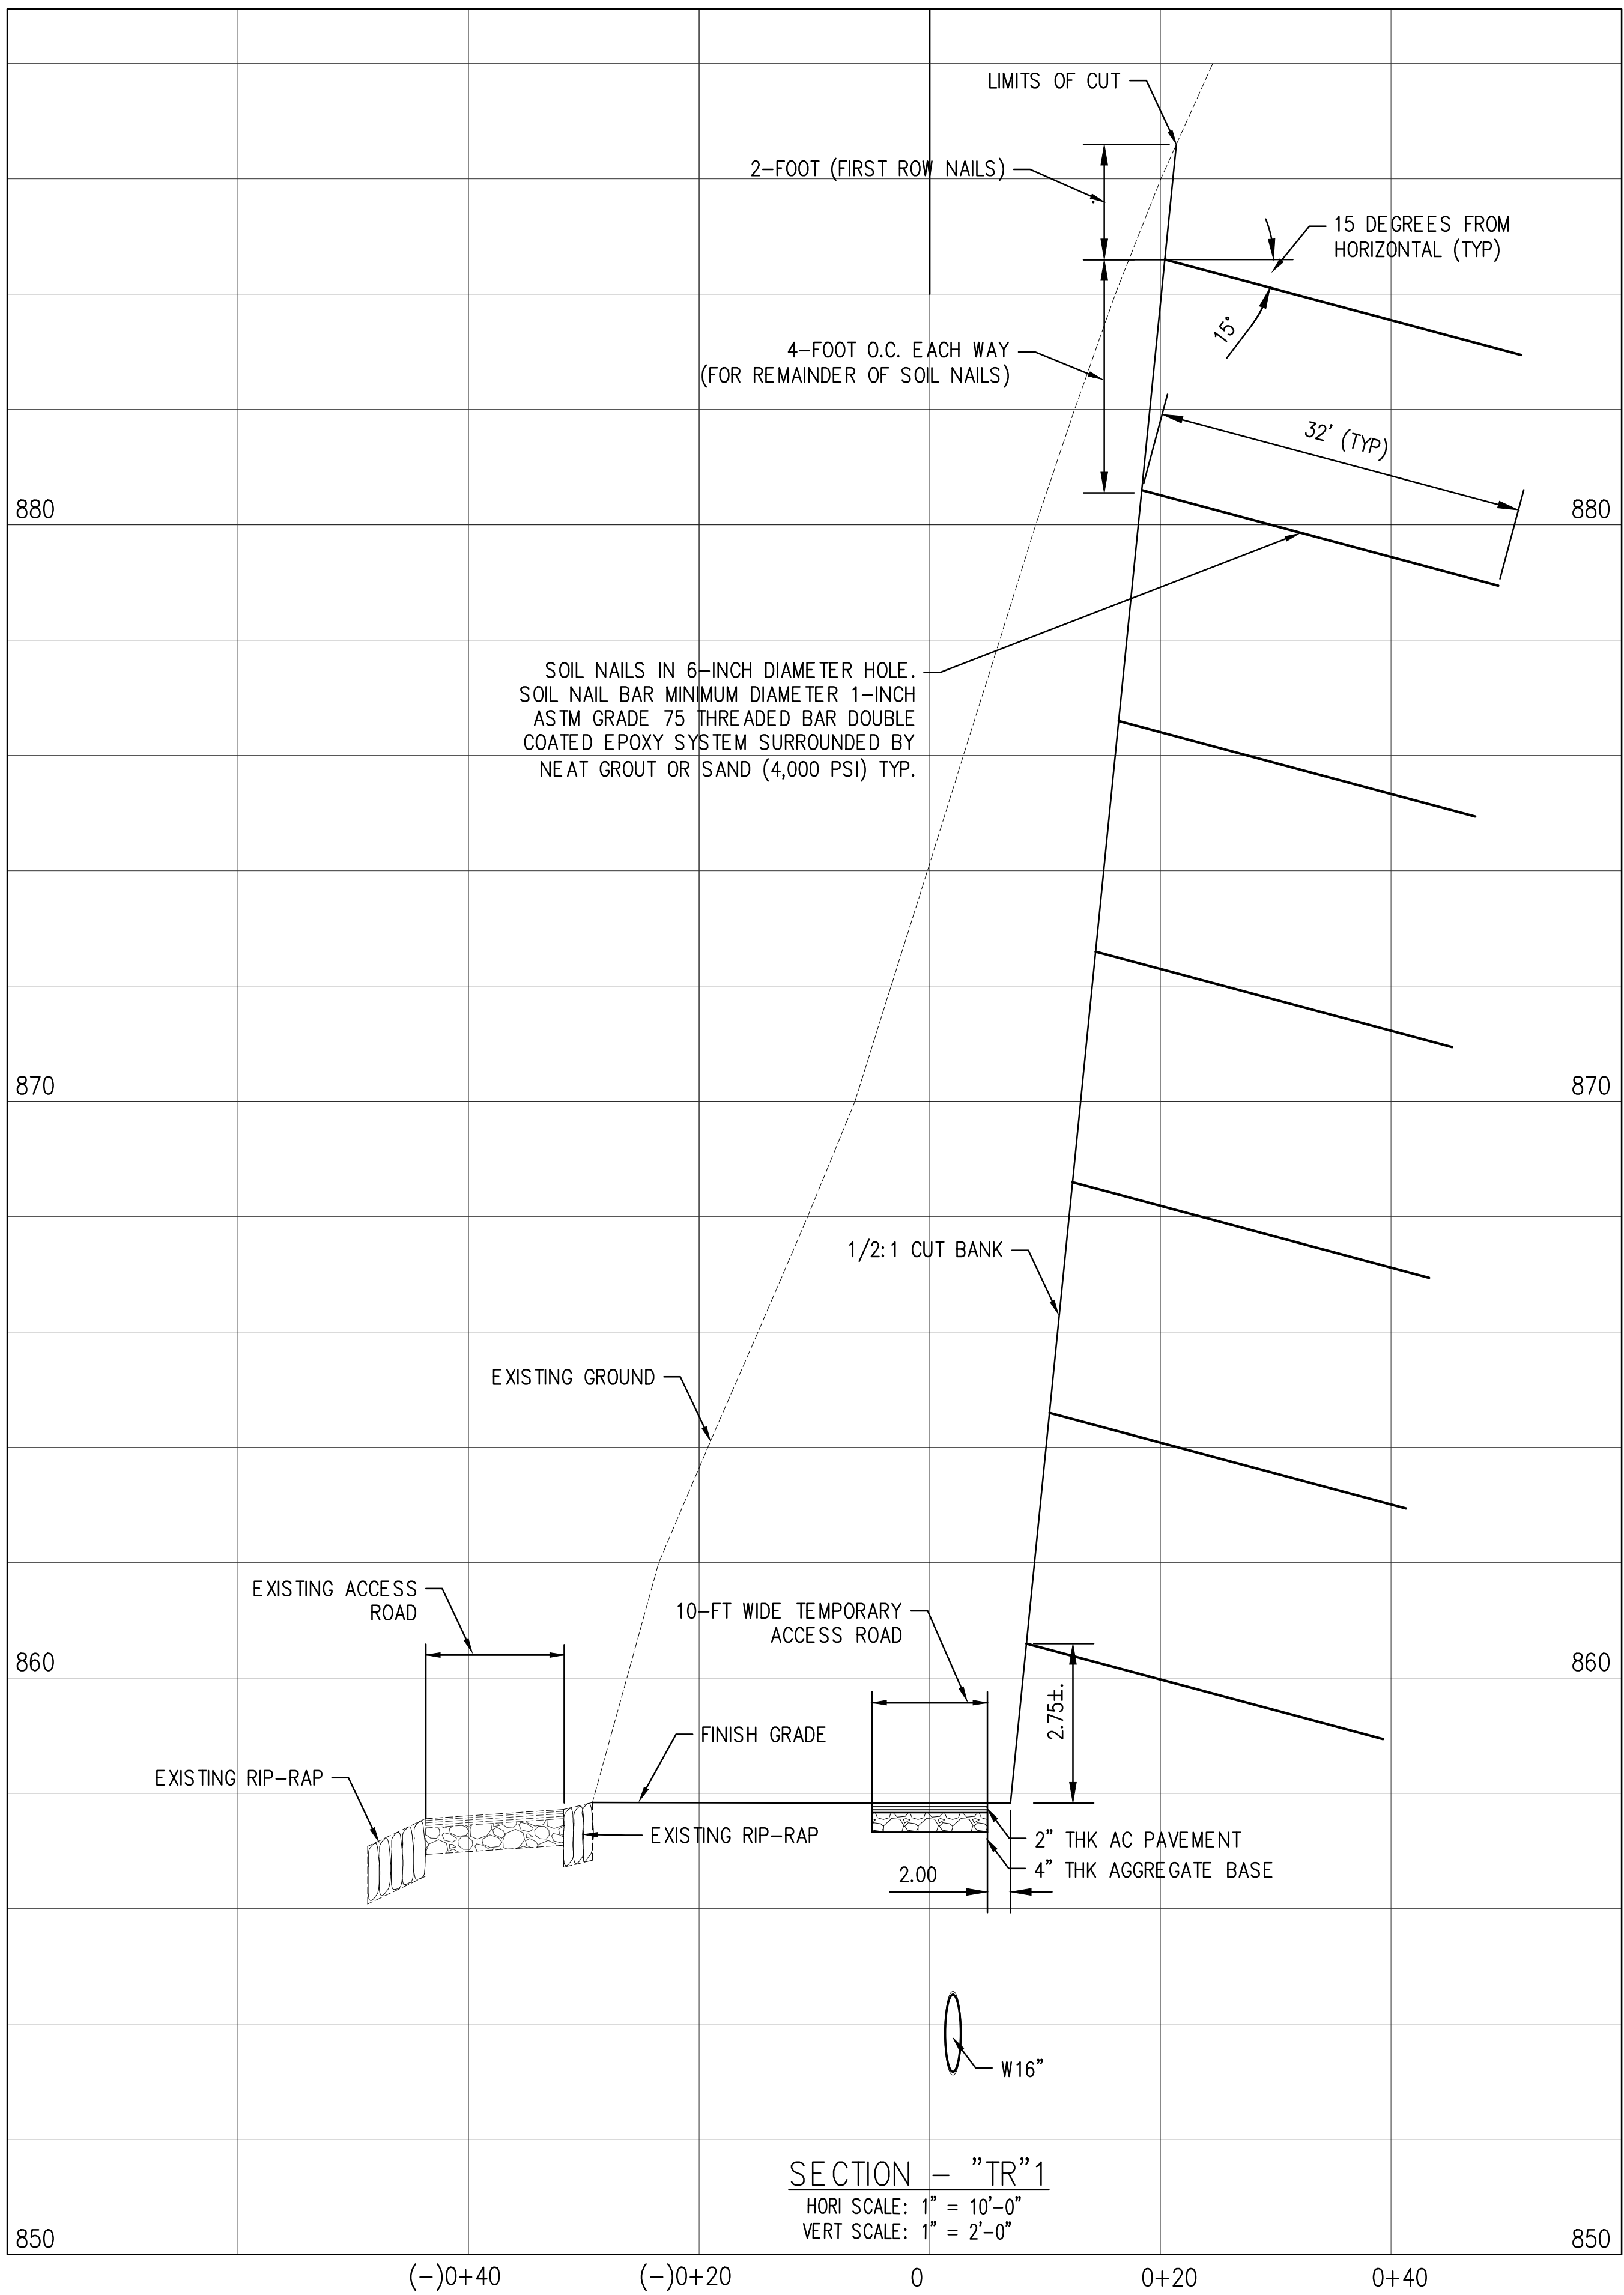 LIMITS OF CUT
2-FOOT (FIRST ROW NAILS)
15 DEGREES FROM
HORIZONTAL (TYP)
15°
4-FOOT O.C. EACH WAY
(FOR REMAINDER OF SOIL NAILS)
32' (TYP)
880
880
SOIL NAILS IN 6-INCH DIAMETER HOLE.
SOIL NAIL BAR MINIMUM DIAMETER 1-INCH
ASTM GRADE 75 THREADED BAR DOUBLE
COATED EPOXY SYSTEM SURROUNDED BY
NEAT GROUT OR SAND (4,000 PSI) TYP.
870
870
1/2:1 CUT BANK
EXISTING GROUND
EXISTING ACCESS
ROAD
10-FT WIDE TEMPORARY
ACCESS ROAD
860
860
2.75±.
FINISH GRADE
EXISTING RIP-RAP
EXISTING RIP-RAP
2" THK AC PAVEMENT
4" THK AGGREGATE BASE
2.00
W16"
SECTION - "TR"1
HORI SCALE: 1" = 10'-0"
VERT SCALE: 1" = 2'-0"
850
850
(-)0+40
(-)0+20
0
0+20
0+40